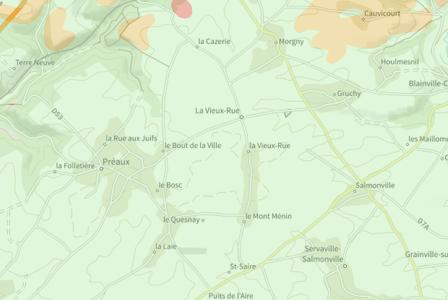 Cauvicourt
la Cazerie
Morgny
Terre Neuve
Houlmesnil
Blainville-C
Gruchy
D53
La Vieux-Rue
la Rue aux Juifs
le Bout de la Ville
la Vieux-Rue
les Maillom
la Folletière
Préaux
le Bosc
Salmonville
le Quesnay
le Mont Ménin
D7A
la Laie
Servaville-
Salmonville
Grainville-su
St-Saire
Puits de l'Aire